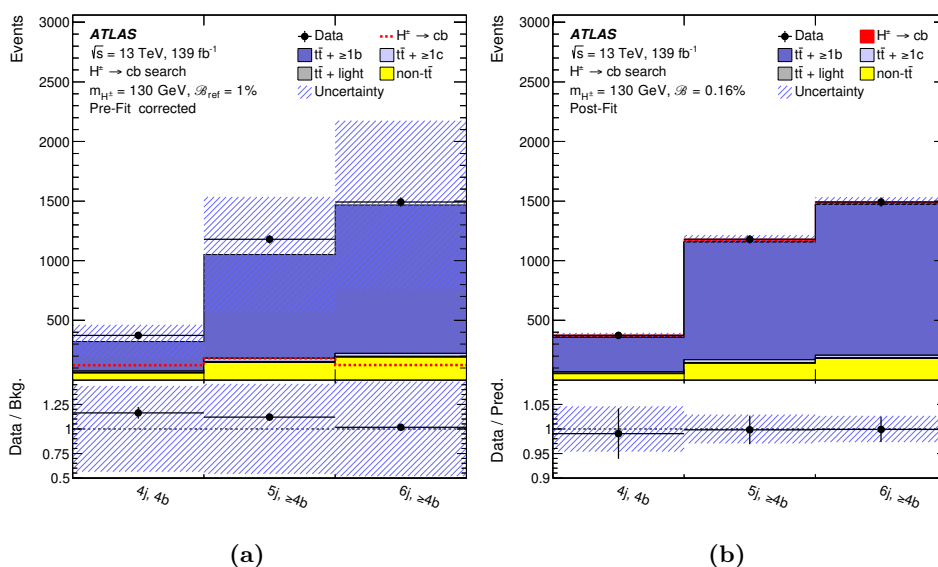 Events
3000
2500
2000
1500
1000
500
ATLAS
√s = 13 TeV, 139 fb⁻¹
H± → cb search
m_H± = 130 GeV, ℬ_ref = 1%
Pre-Fit corrected
Data
H± → cb
tt̄ + ≥1b
tt̄ + ≥1c
tt̄ + light
non-tt̄
Uncertainty
Data / Bkg.
1.25
1
0.75
0.5
4j, 4b
5j, ≥4b
6j, ≥4b
(a)
Events
3000
2500
2000
1500
1000
500
ATLAS
√s = 13 TeV, 139 fb⁻¹
H± → cb search
m_H± = 130 GeV, ℬ = 0.16%
Post-Fit
Data
H± → cb
tt̄ + ≥1b
tt̄ + ≥1c
tt̄ + light
non-tt̄
Uncertainty
Data / Pred.
1.05
1
0.95
0.9
4j, 4b
5j, ≥4b
6j, ≥4b
(b)